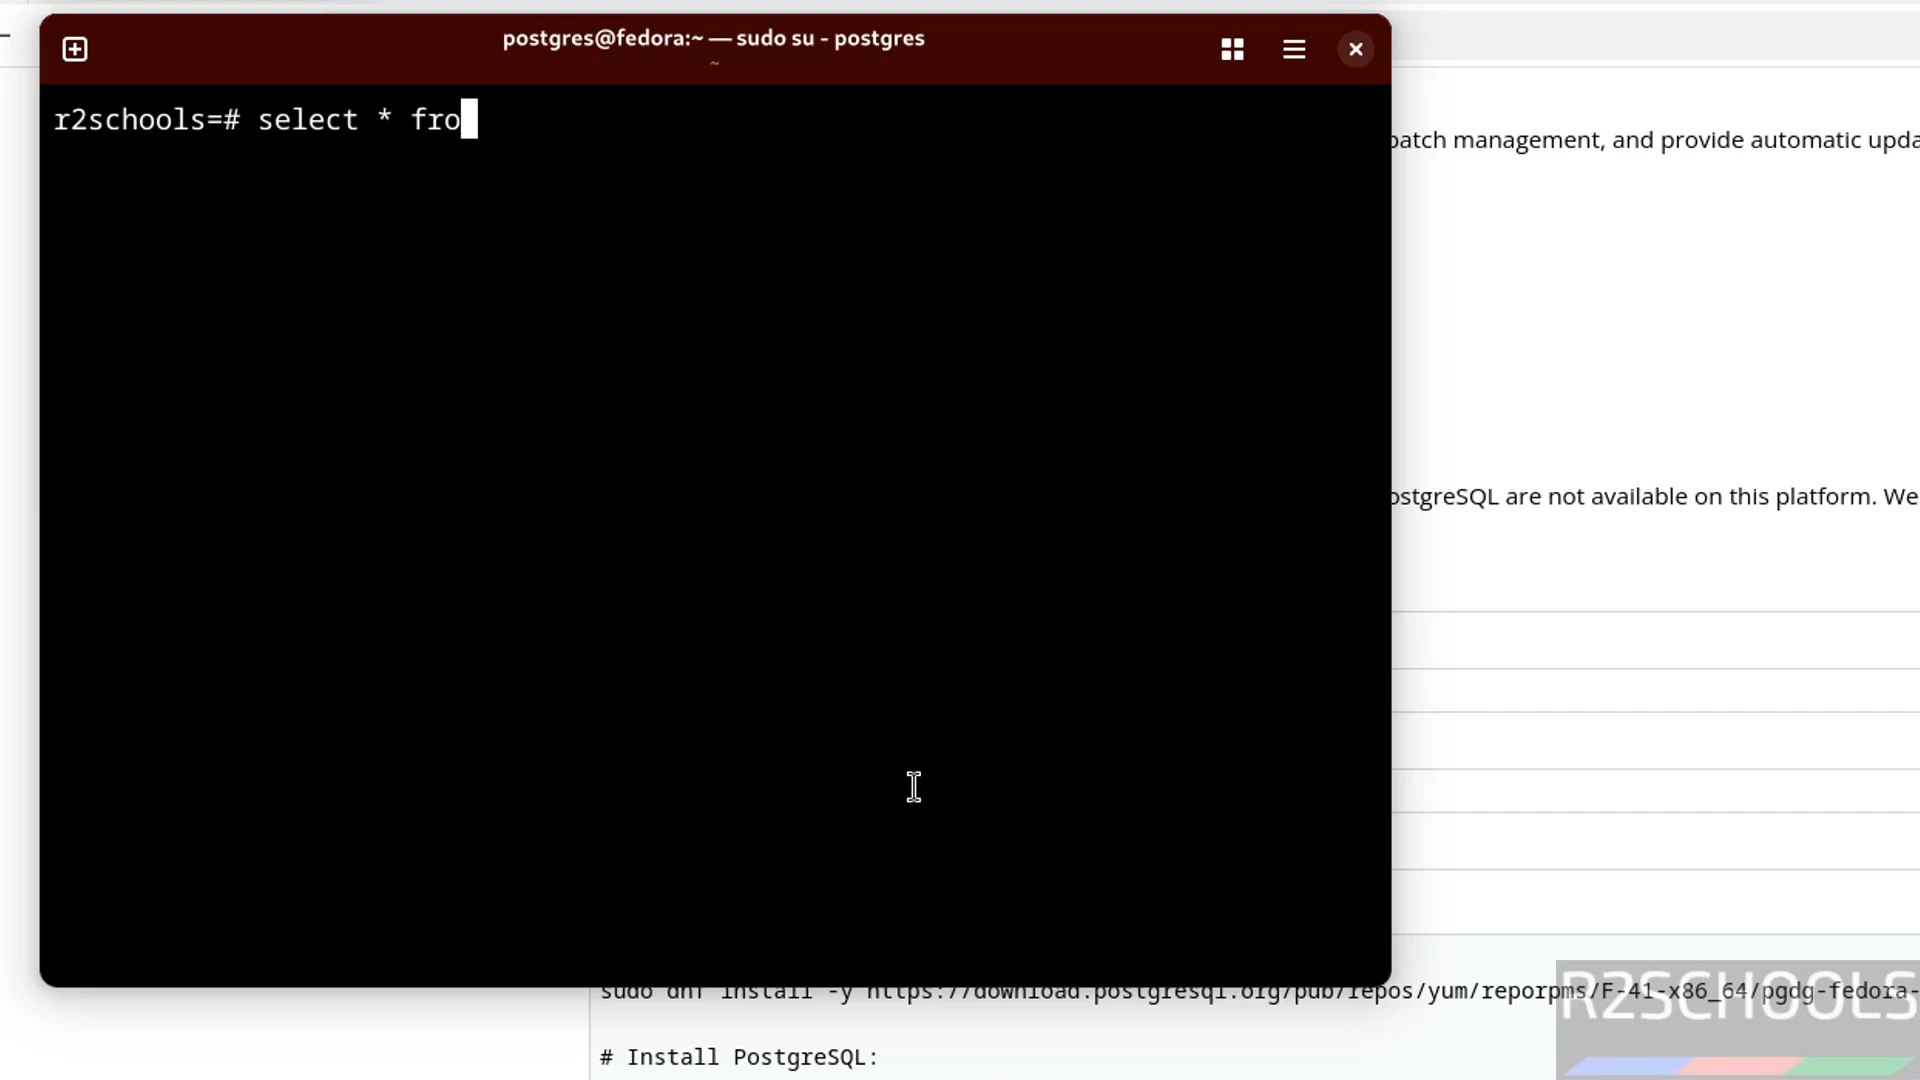 postgres@fedora:~ — sudo su - postgres
~
r2schools=# select * fro
patch management, and provide automatic upda
ostgreSQL are not available on this platform. We
sudo dnf install -y https://download.postgresql.org/pub/repos/yum/reporpms/F-41-x86_64/pgdg-fedora-
R2SCHOOLS
# Install PostgreSQL: